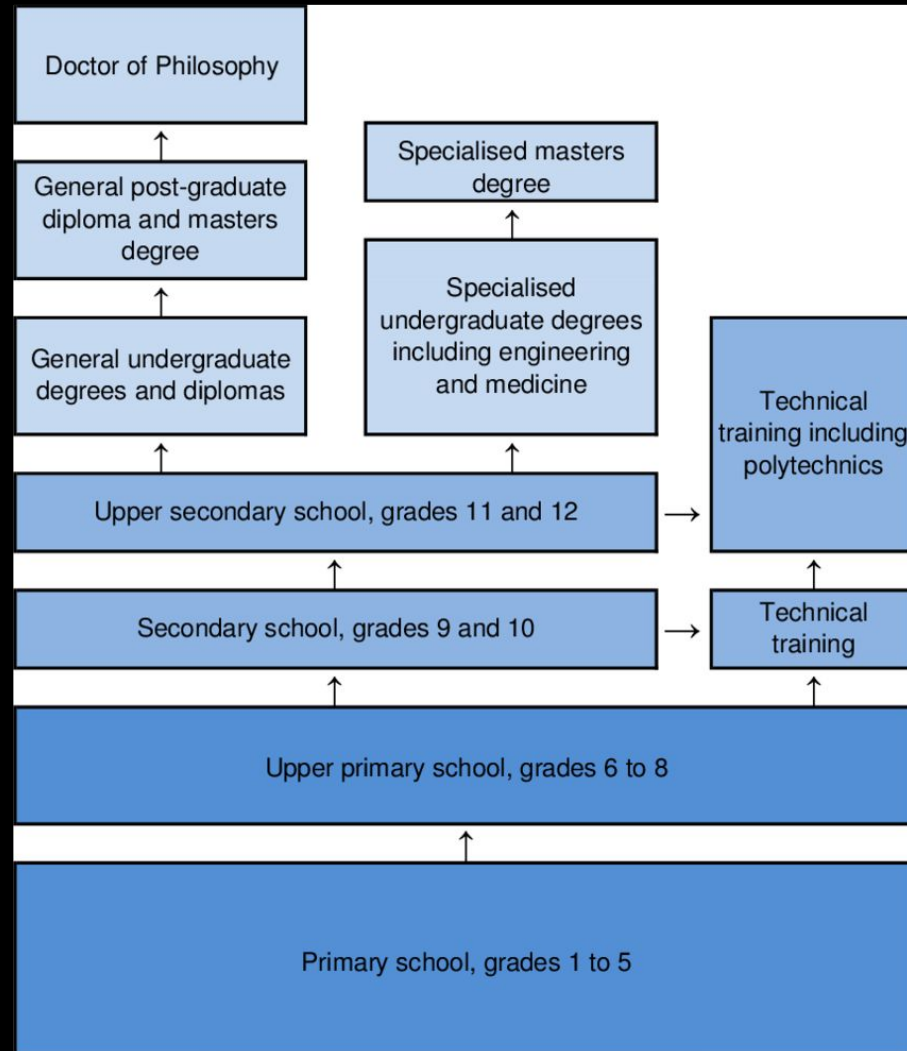 Doctor of Philosophy
Specialised masters
degree
General post-graduate
diploma and masters
degree
Specialised
undergraduate degrees
including engineering
and medicine
General undergraduate
degrees and diplomas
Technical
training including
polytechnics
Upper secondary school, grades 11 and 12
Secondary school, grades 9 and 10
Technical
training
Upper primary school, grades 6 to 8
Primary school, grades 1 to 5